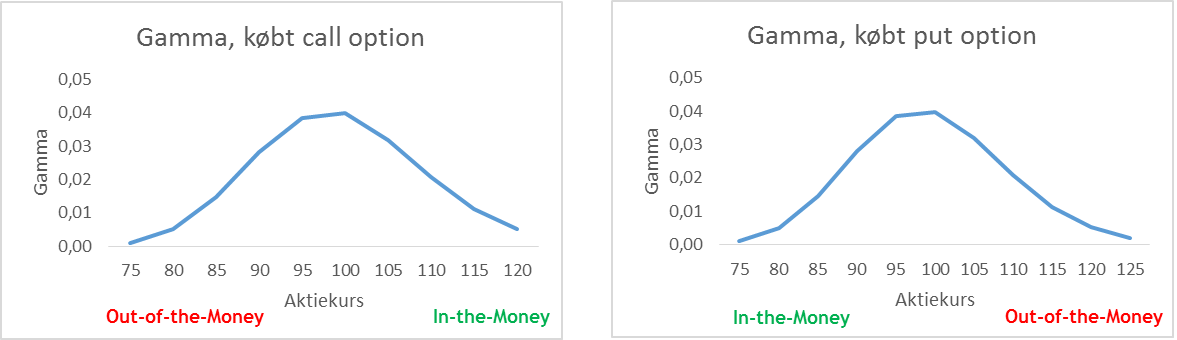 Gamma, købt call option
0,05
0,04
0,03
0,02
0,01
0,00
Gamma
75 80 85 90 95 100 105 110 115 120
Aktiekurs
Out-of-the-Money In-the-Money
Gamma, købt put option
0,05
0,04
0,03
0,02
0,01
0,00
Gamma
75 80 85 90 95 100 105 110 115 120 125
Aktiekurs
In-the-Money Out-of-the-Money